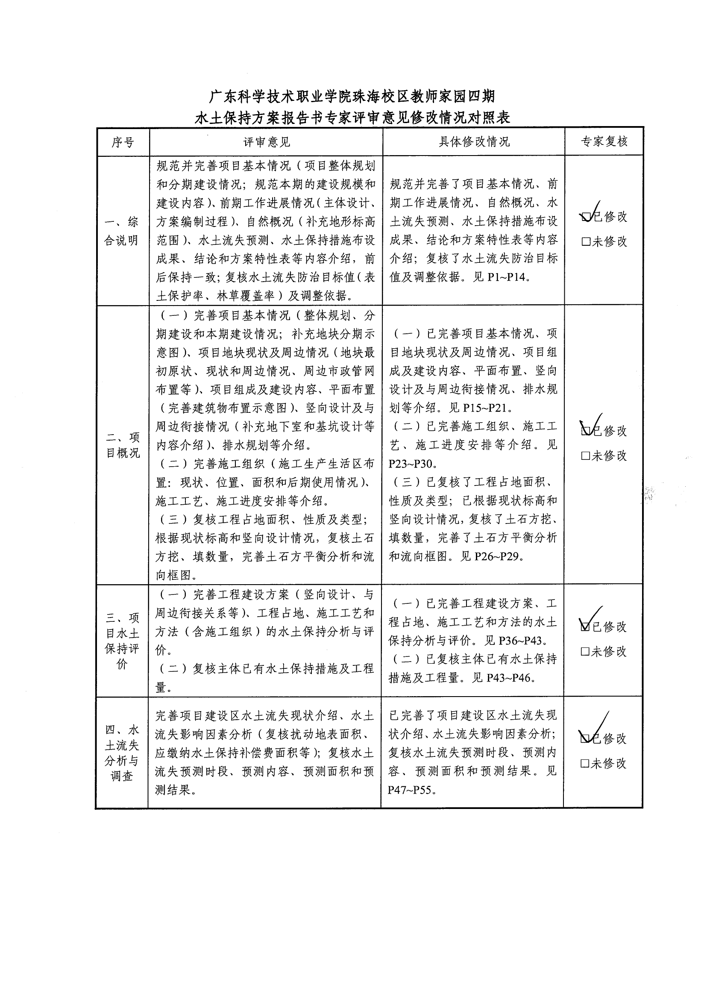 广东科学技术职业学院珠海校区教师家园四期
水土保持方案报告书专家评审意见修改情况对照表
序号
评审意见
具体修改情况
专家复核
一、综
合说明
规范并完善项目基本情况（项目整体规划
和分期建设情况；规范本期的建设规模和
建设内容）、前期工作进展情况（主体设计、
方案编制过程）、自然概况（补充地形标高
范围）、水土流失预测、水土保持措施布设
成果、结论和方案特性表等内容介绍，前
后保持一致；复核水土流失防治目标值（表
土保护率、林草覆盖率）及调整依据。
规范并完善了项目基本情况、前
期工作进展情况、自然概况、水
土流失预测、水土保持措施布设
成果、结论和方案特性表等内容
介绍；复核了水土流失防治目标
值及调整依据。见 P1~P14。
☑已修改
□未修改
二、项
目概况
（一）完善项目基本情况（整体规划、分
期建设和本期建设情况；补充地块分期示
意图）、项目地块现状及周边情况（地块最
初原状、现状和周边情况、周边市政管网
布置等）、项目组成及建设内容、平面布置
（完善建筑物布置示意图）、竖向设计及与
周边衔接情况（补充地下室和基坑设计等
内容介绍）、排水规划等介绍。
（二）完善施工组织（施工生产生活区布
置：现状、位置、面积和后期使用情况）、
施工工艺、施工进度安排等介绍。
（三）复核工程占地面积、性质及类型；
根据现状标高和竖向设计情况，复核土石
方挖、填数量，完善土石方平衡分析和流
向框图。
（一）已完善项目基本情况、项
目地块现状及周边情况、项目组
成及建设内容、平面布置、竖向
设计及与周边衔接情况、排水规
划等介绍。见 P15~P21。
（二）已完善施工组织、施工工
艺、施工进度安排等介绍。见
P23~P30。
（三）已复核了工程占地面积、
性质及类型；已根据现状标高和
竖向设计情况，复核了土石方挖、
填数量，完善了土石方平衡分析
和流向框图。见 P26~P29。
☑已修改
□未修改
三、项
目水土
保持评
价
（一）完善工程建设方案（竖向设计、与
周边衔接关系等）、工程占地、施工工艺和
方法（含施工组织）的水土保持分析与评
价。
（二）复核主体已有水土保持措施及工程
量。
（一）已完善工程建设方案、工
程占地、施工工艺和方法的水土
保持分析与评价。见 P36~P43。
（二）已复核主体已有水土保持
措施及工程量。见 P43~P46。
☑已修改
□未修改
四、水
土流失
分析与
调查
完善项目建设区水土流失现状介绍、水土
流失影响因素分析（复核扰动地表面积、
应缴纳水土保持补偿费面积等）；复核水土
流失预测时段、预测内容、预测面积和预
测结果。
已完善了项目建设区水土流失现
状介绍、水土流失影响因素分析；
复核水土流失预测时段、预测内
容、预测面积和预测结果。见
P47~P55。
☑已修改
□未修改